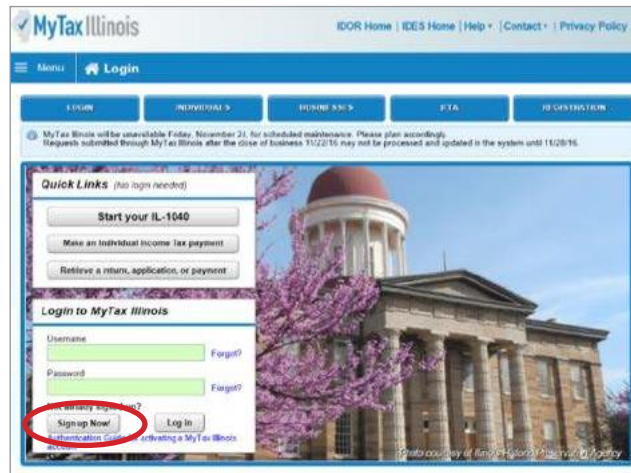 MyTax Illinois
IDOR Home | IDES Home | Help | Contact | Privacy Policy
Menu Login
LOGIN INDIVIDUALS BUSINESSES IFTA REGISTRATION
MyTax Illinois will be unavailable Friday, November 2 for scheduled maintenance. Please plan accordingly.
Requests submitted through MyTax Illinois after the close of business 11/22/16 may not be processed and updated in the system until 11/28/16.
Quick Links (No login needed)
Start your IL-1040
Make an Individual Income Tax payment
Retrieve a return, application, or payment
Login to MyTax Illinois
Username
Forgot?
Password
Forgot?
already signed up?
Sign up Now! Log in
Authentication Guide activating a MyTax Illinois
account
Photo courtesy of Illinois Historic Preservation Agency